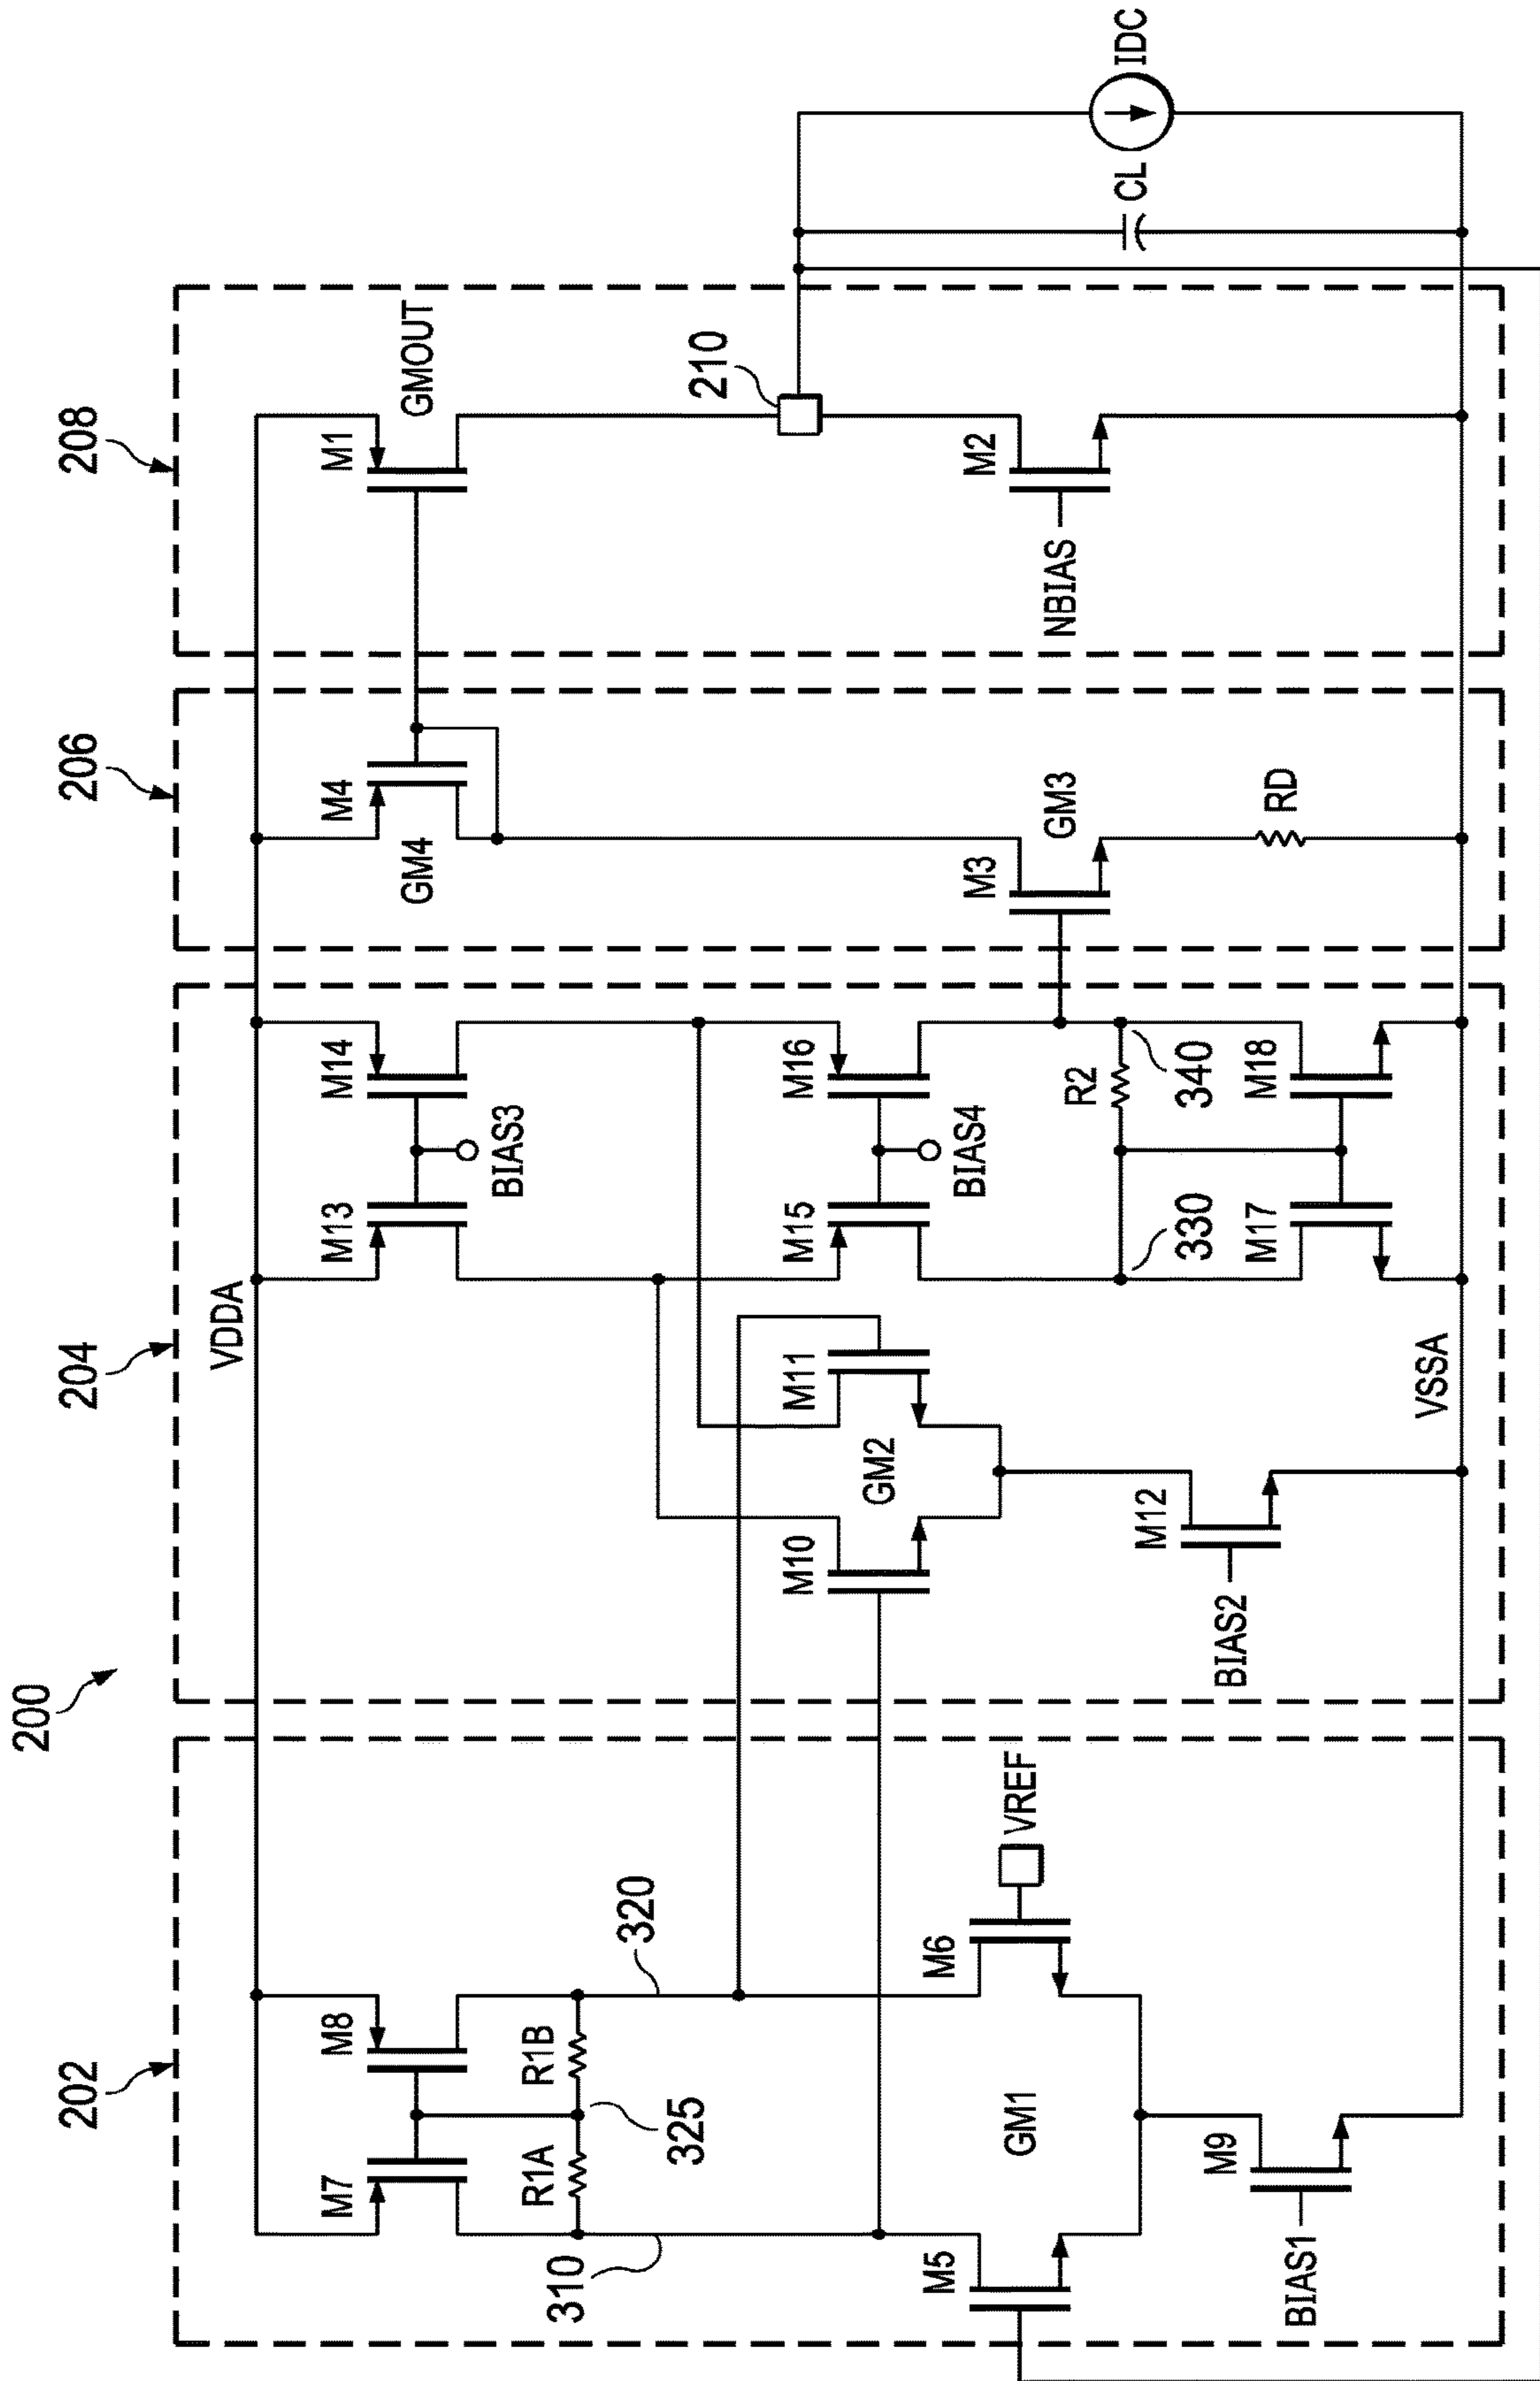 200
202
204
206
208
VDDA
M7
M8
R1A
R1B
325
310
320
M5
M6
GM1
VREF
M9
BIAS1
M13
M14
BIAS3
M10
M11
GM2
M12
BIAS2
M15
M16
BIAS4
330
340
R2
M17
M18
VSSA
M4
GM4
M3
GM3
RD
M1
GMOUT
210
M2
NBIAS
CL
IDC